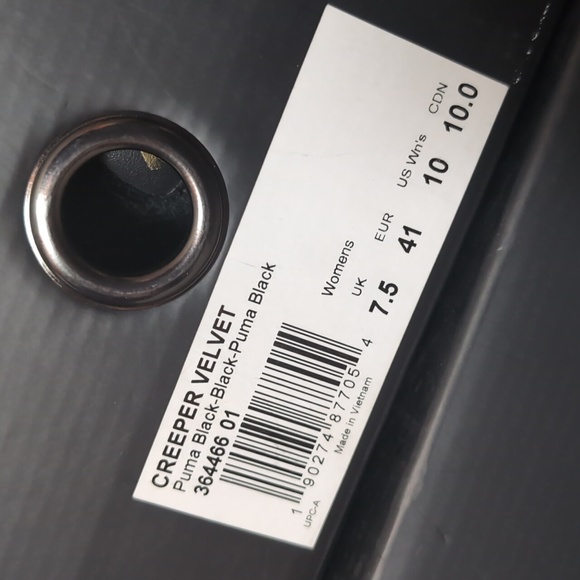 CREEPER VELVET
Puma Black-Black-Puma Black
364466 01
Womens
UK EUR US Wn's CDN
7.5 41 10 10.0
1 90274 87705 4
UPC-A
Made in Vietnam